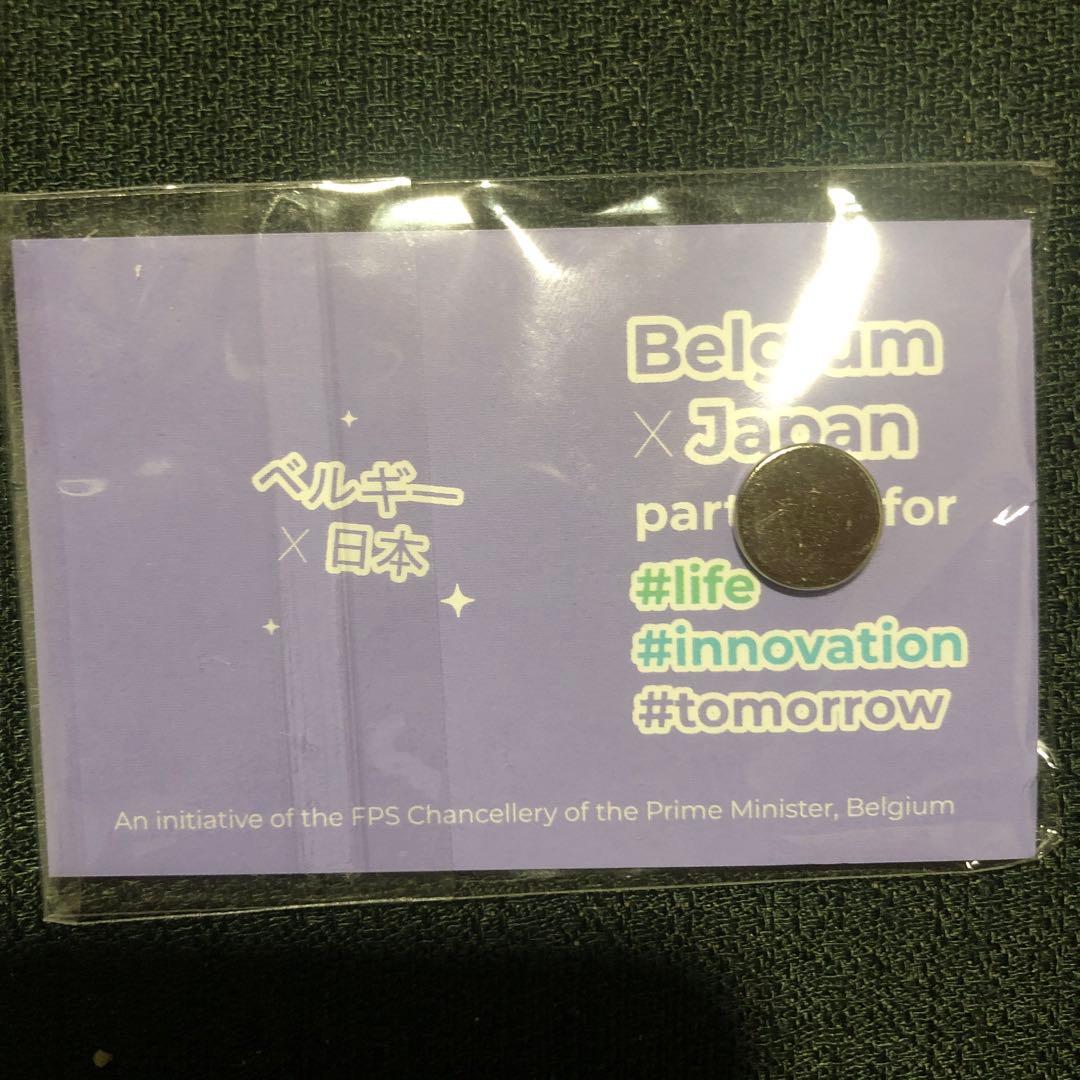 ベルギー
× 日本
Belgium
× Japan
for
#life
#innovation
#tomorrow
An initiative of the FPS Chancellery of the Prime Minister, Belgium